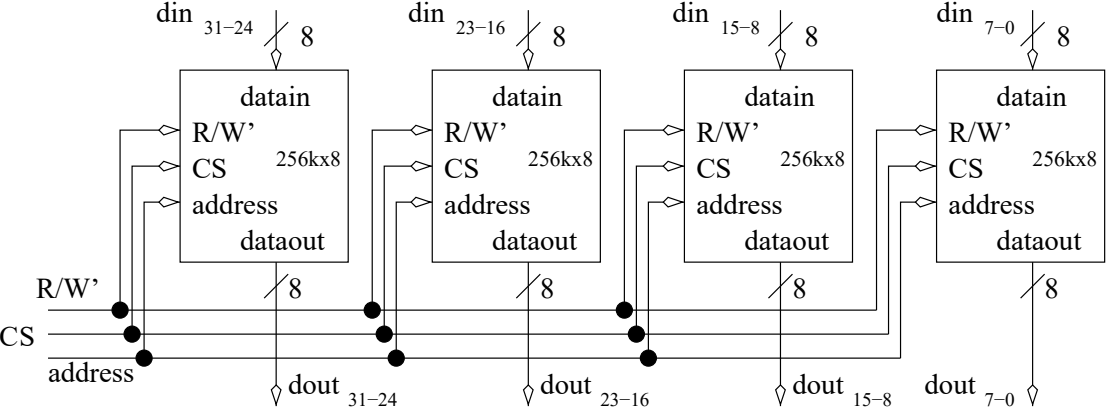 din 31−24 8 din 23−16 8 din 15−8 8 din 7−0 8
datain datain datain datain
R/W’ R/W’ R/W’ R/W’
256kx8 256kx8 256kx8 256kx8
CS CS CS CS
address address address address
dataout dataout dataout dataout
R/W’ 8 8 8 8
CS
address
dout 31−24 dout 23−16 dout 15−8 dout 7−0